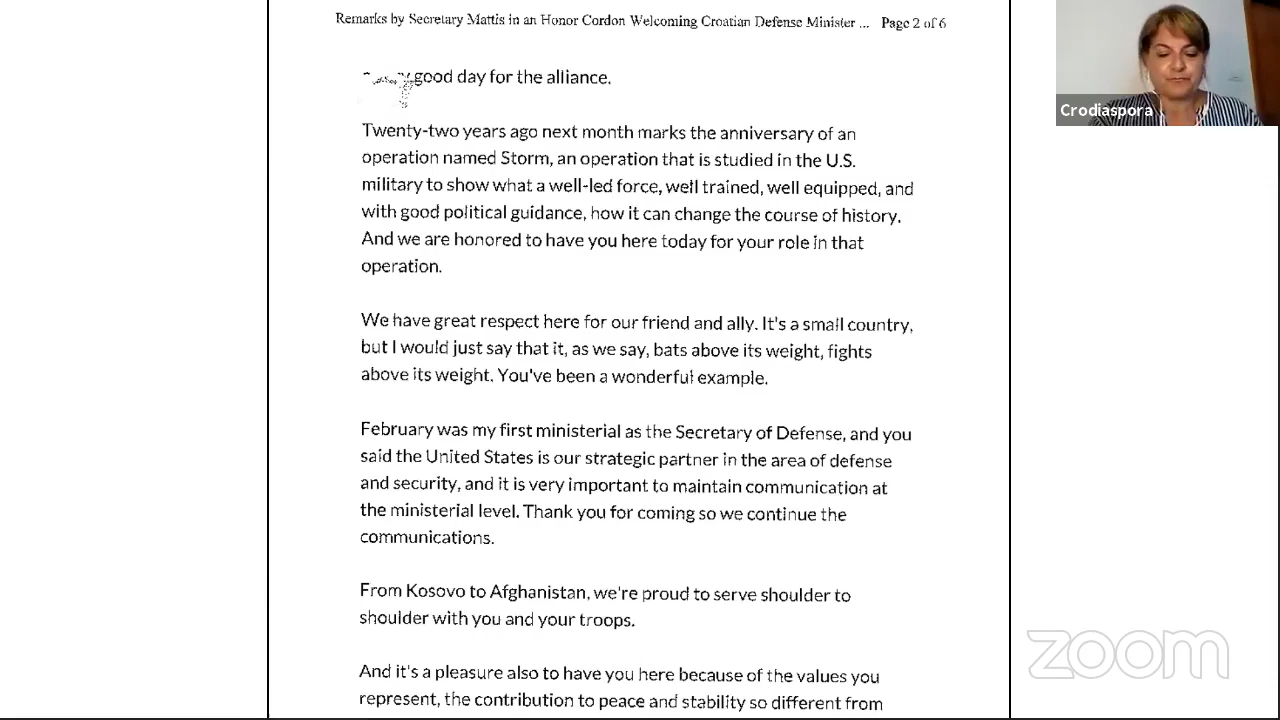 Remarks by Secretary Mattis in an Honor Cordon Welcoming Croatian Defense Minister ... Page 2 of 6
good day for the alliance.
Twenty-two years ago next month marks the anniversary of an
operation named Storm, an operation that is studied in the U.S.
military to show what a well-led force, well trained, well equipped, and
with good political guidance, how it can change the course of history.
And we are honored to have you here today for your role in that
operation.
We have great respect here for our friend and ally. It's a small country,
but I would just say that it, as we say, bats above its weight, fights
above its weight. You've been a wonderful example.
February was my first ministerial as the Secretary of Defense, and you
said the United States is our strategic partner in the area of defense
and security, and it is very important to maintain communication at
the ministerial level. Thank you for coming so we continue the
communications.
From Kosovo to Afghanistan, we're proud to serve shoulder to
shoulder with you and your troops.
And it's a pleasure also to have you here because of the values you
represent, the contribution to peace and stability so different from
Crodiaspora
zoom